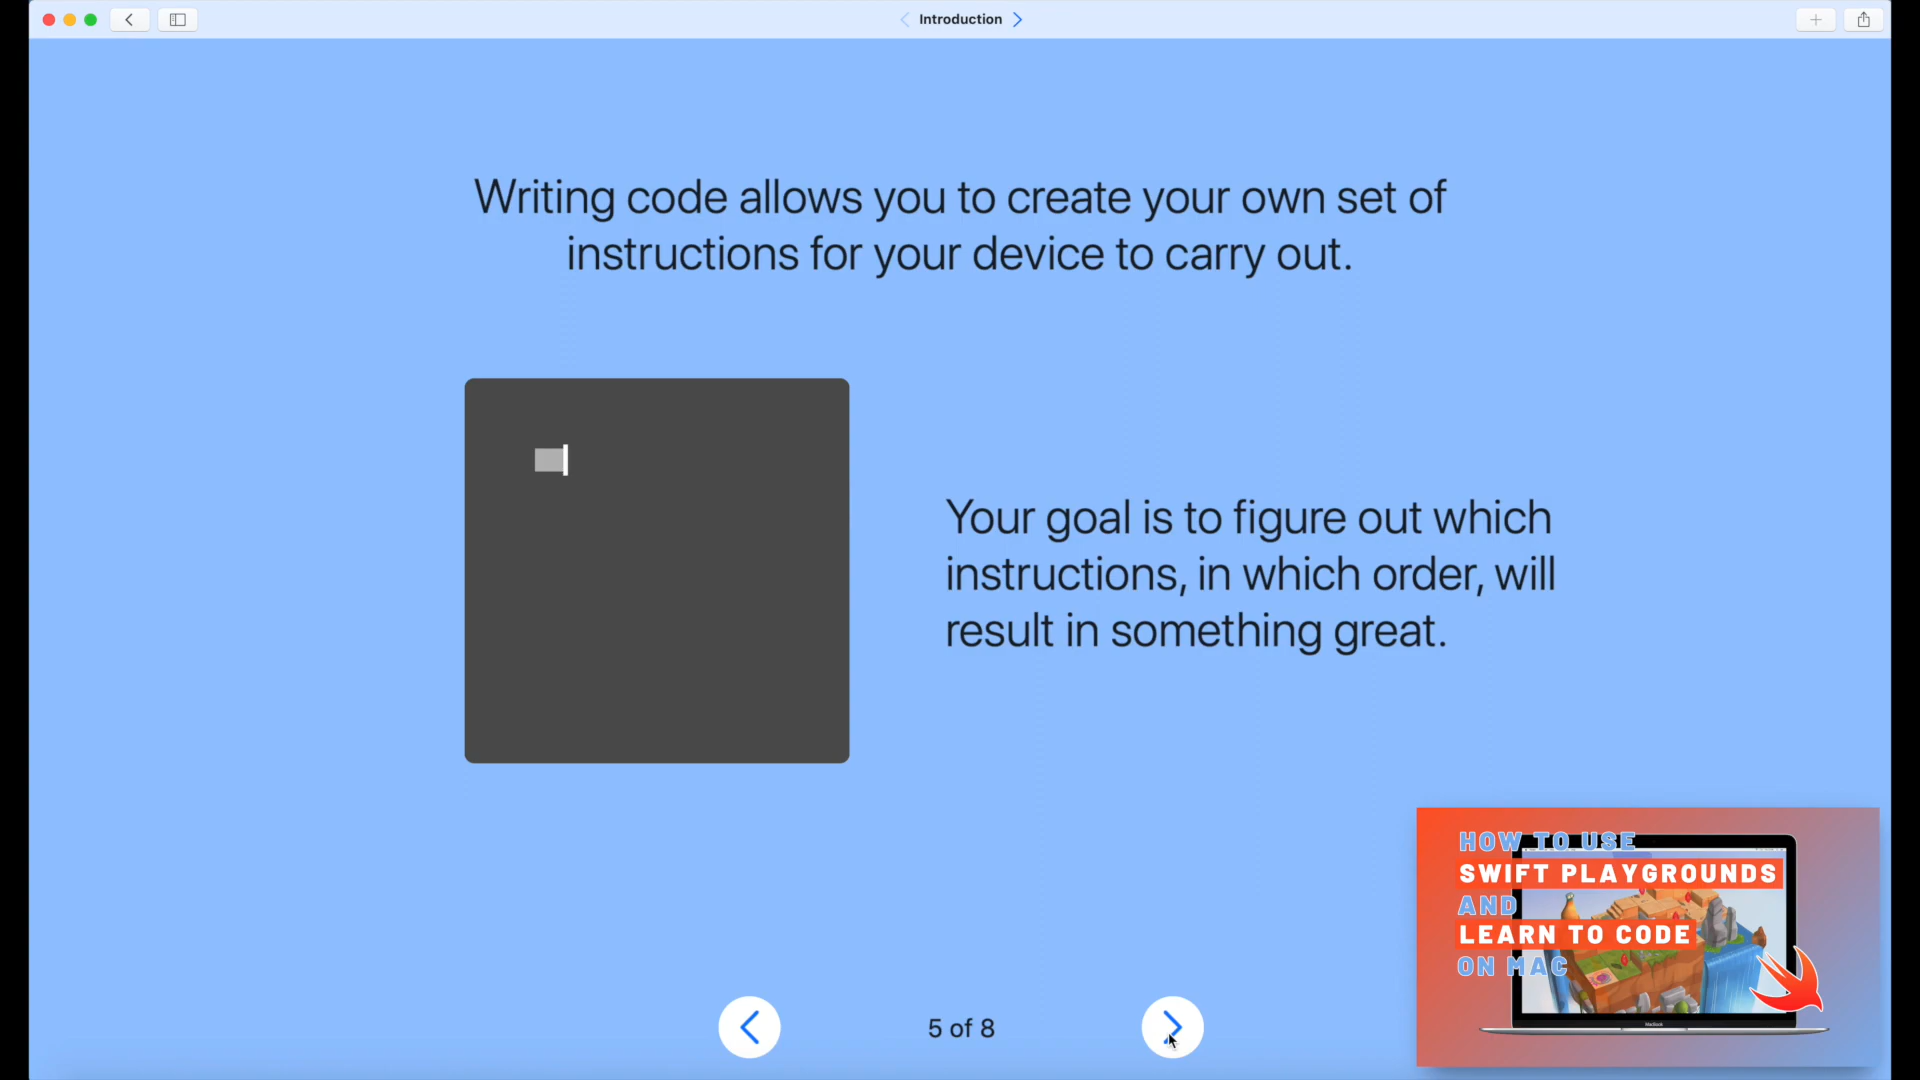 Introduction
Writing code allows you to create your own set of
instructions for your device to carry out.
Your goal is to figure out which
instructions, in which order, will
result in something great.
HOW TO USE
SWIFT PLAYGROUNDS
AND
LEARN TO CODE
ON MAC
MacBook
5 of 8